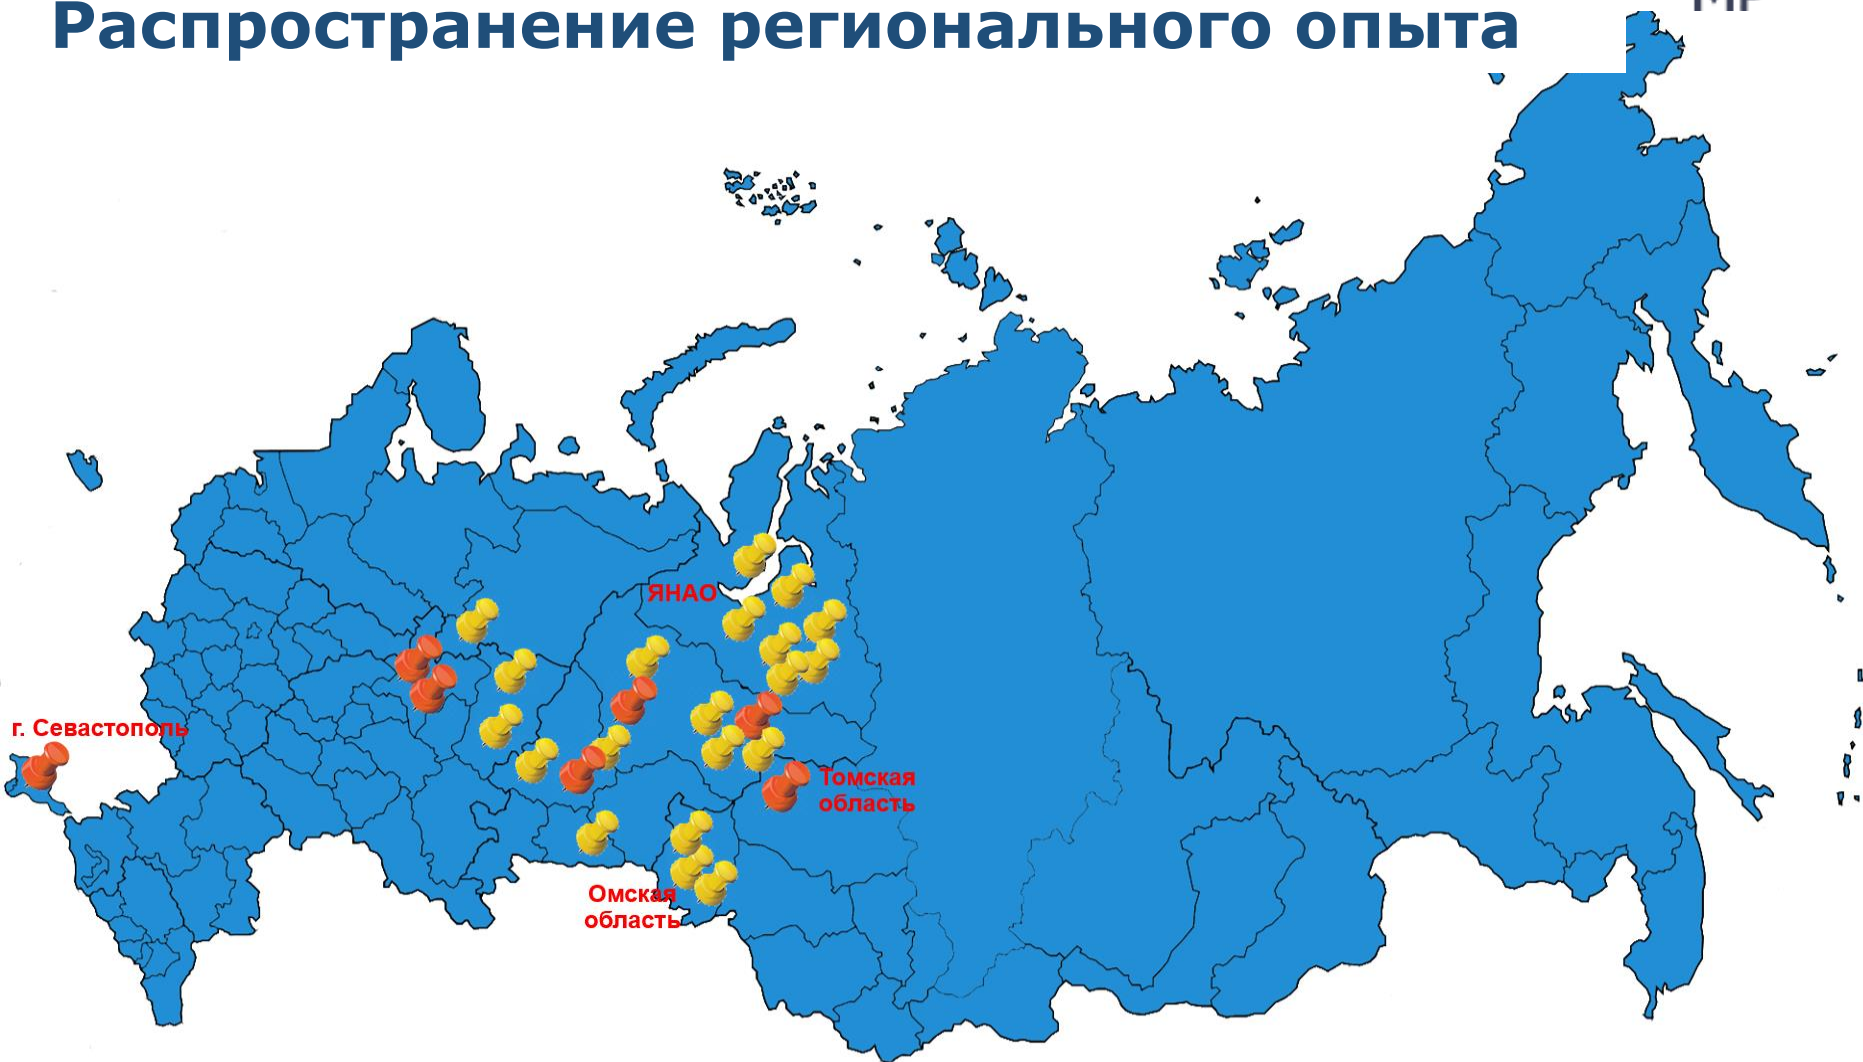 Распространение регионального опыта
ЯНАО
г. Севастополь
Томская
область
Омская
область